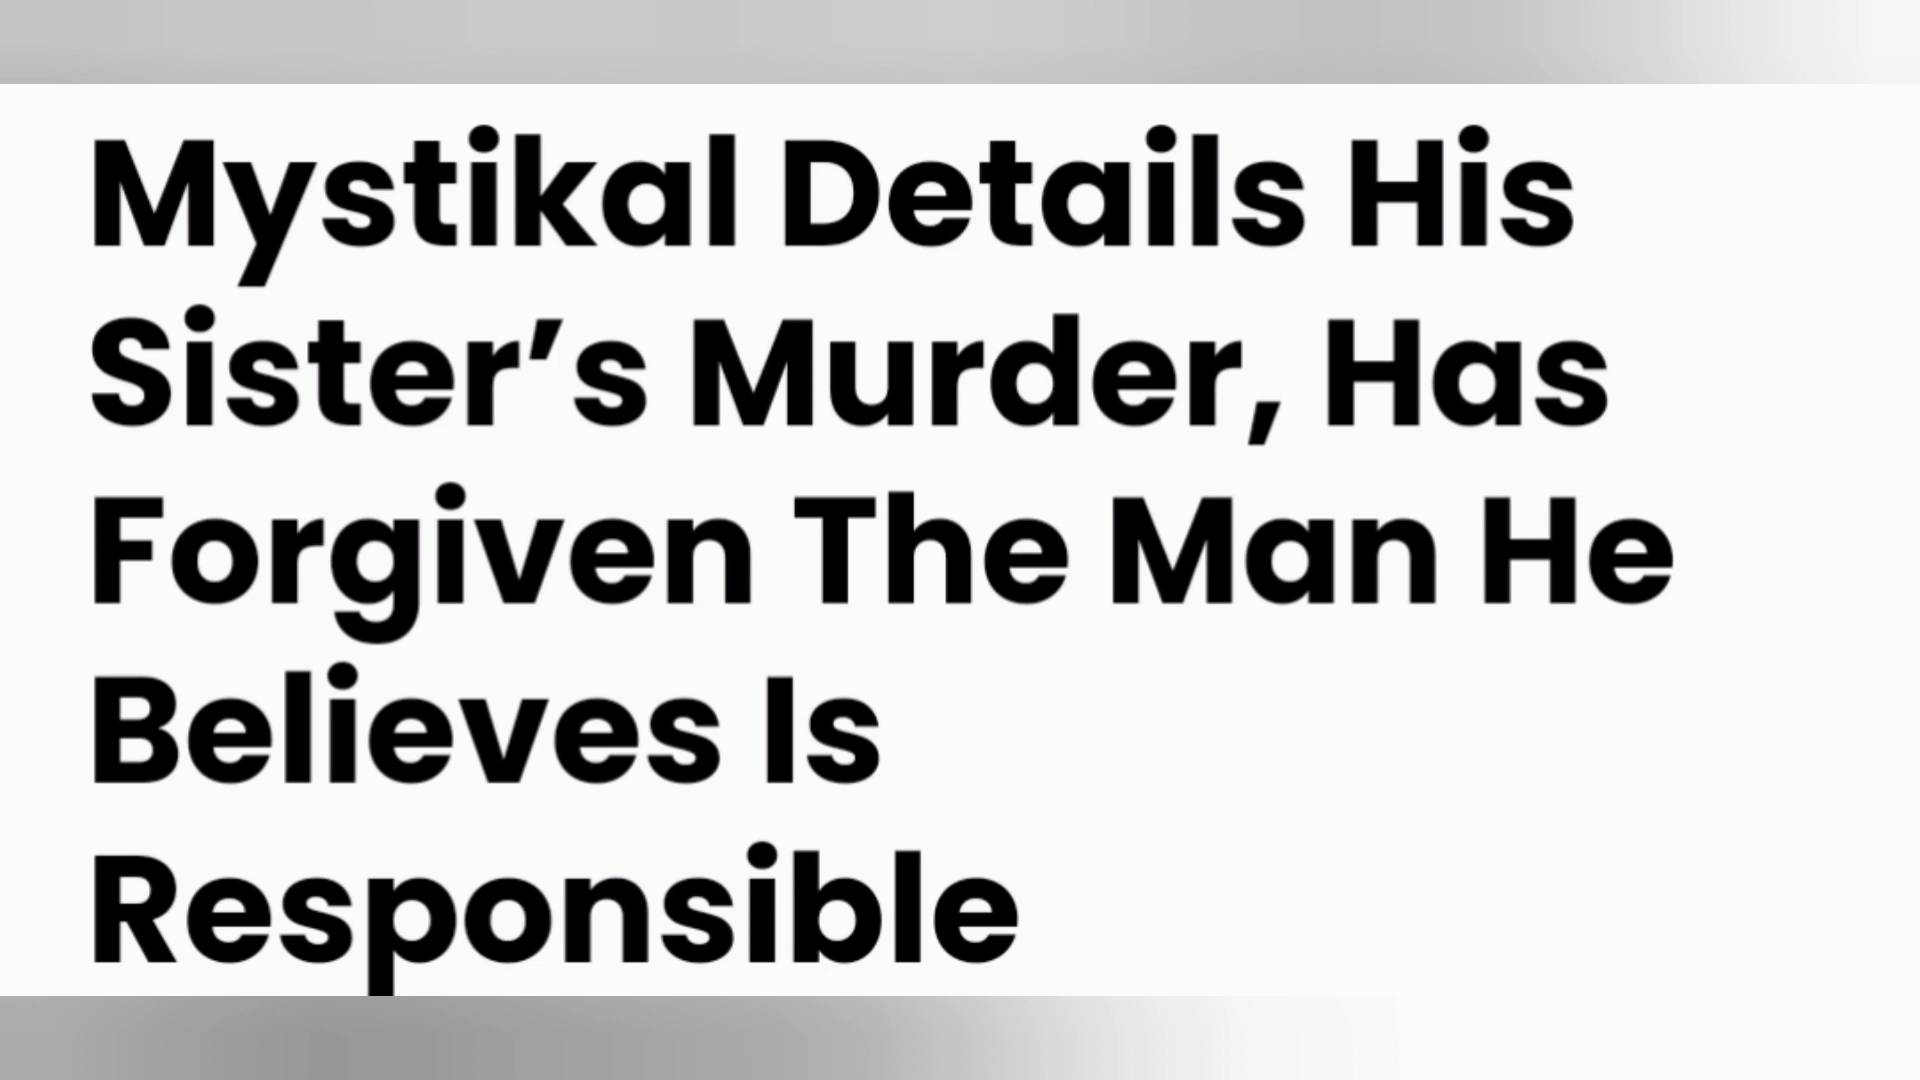 Mystikal Details His
Sister’s Murder, Has
Forgiven The Man He
Believes Is
Responsible